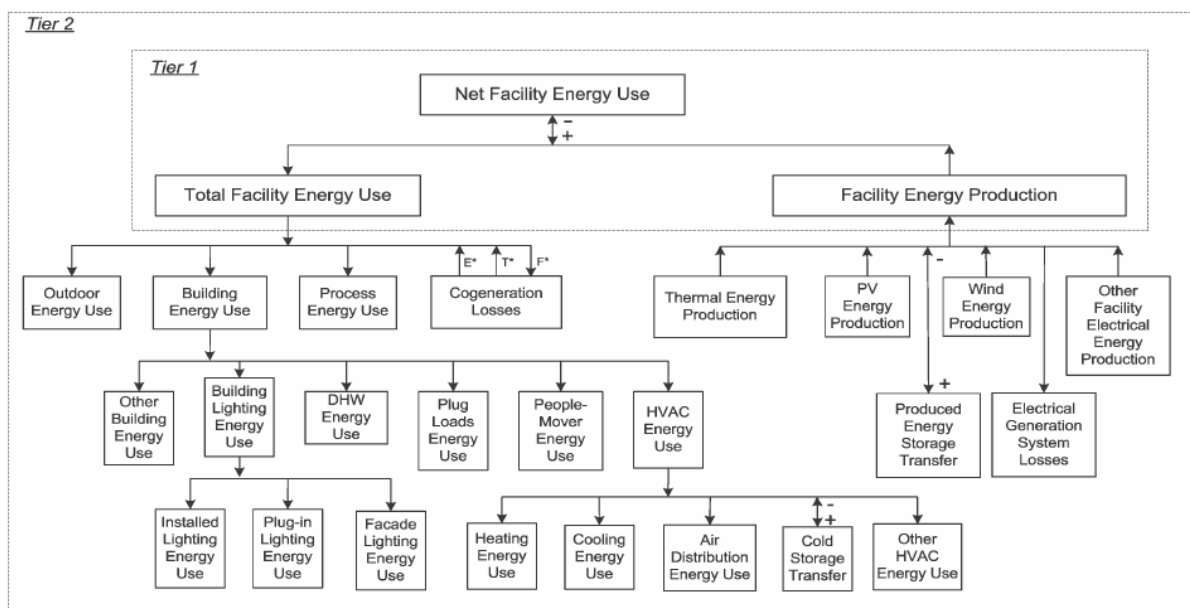 Tier 2
Tier 1
Net Facility Energy Use
-
+
Total Facility Energy Use
Facility Energy Production
E*
T*
F*
-
Outdoor
Energy Use
Building
Energy Use
Process
Energy Use
Cogeneration
Losses
Thermal Energy
Production
PV
Energy
Production
Wind
Energy
Production
Other
Facility
Electrical
Energy
Production
+
Other
Building
Energy
Use
Building
Lighting
Energy
Use
DHW
Energy
Use
Plug
Loads
Energy
Use
People-
Mover
Energy
Use
HVAC
Energy
Use
Produced
Energy
Storage
Transfer
Electrical
Generation
System
Losses
-
+
Installed
Lighting
Energy
Use
Plug-in
Lighting
Energy
Use
Facade
Lighting
Energy
Use
Heating
Energy
Use
Cooling
Energy
Use
Air
Distribution
Energy Use
Cold
Storage
Transfer
Other
HVAC
Energy Use